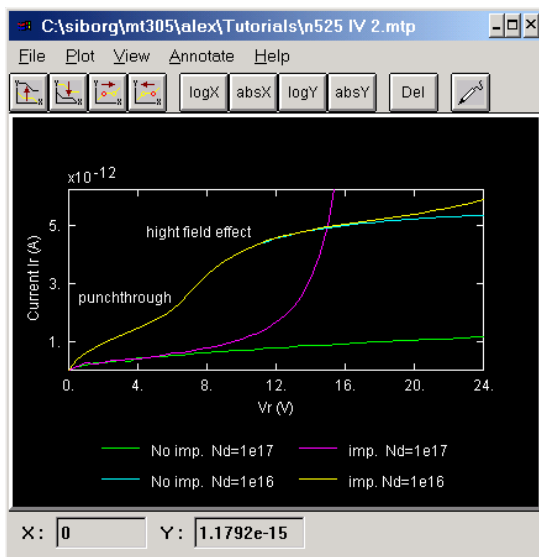 C:\siborg\mt305\alex\Tutorials\n525 IV 2.mtp
File Plot View Annotate Help
logX absX logY absY Del
x10-12
5.
3.
1.
Current Ir (A)
hight field effect
punchthrough
0. 4. 8. 12. 16. 20. 24.
Vr (V)
No imp. Nd=1e17 imp. Nd=1e17
No imp. Nd=1e16 imp. Nd=1e16
X: 0 Y: 1.1792e-15